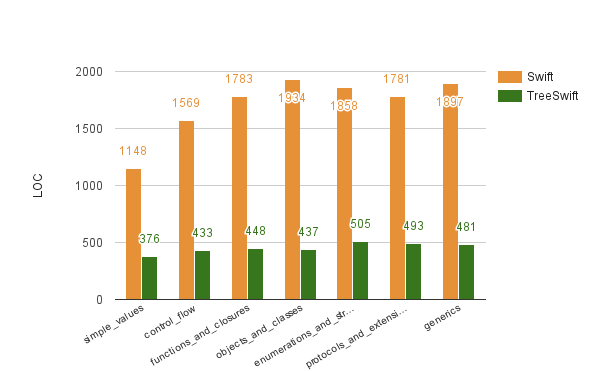 2000
1500
1000
500
0
LOC
1148
376
1569
433
1783
448
1934
437
1858
505
1781
493
1897
481
simple_values
control_flow
functions_and_closures
objects_and_classes
enumerations_and_str...
protocols_and_extensi...
generics
Swift
TreeSwift